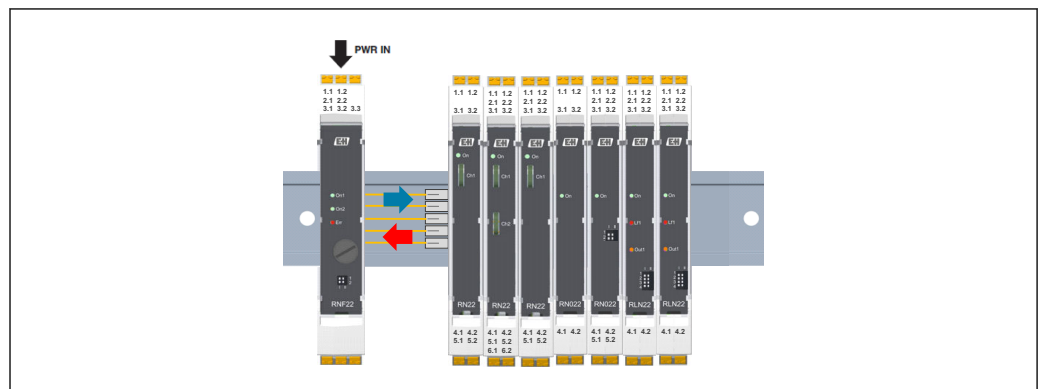 PWR IN
1.1 1.2
2.1 2.2
3.1 3.2 3.3
EH
On1
On2
Err
RNF22
1.1 1.2
3.1 3.2
EH
On
Ch1
RN22
4.1 4.2
5.1 5.2
1.1 1.2
2.1 2.2
3.1 3.2
EH
On
Ch1
Ch2
RN22
4.1 4.2
5.1 5.2
6.1 6.2
1.1 1.2
2.1 2.2
3.1 3.2
EH
On
Ch1
RN22
4.1 4.2
5.1 5.2
1.1 1.2
3.1 3.2
EH
On
RN022
4.1 4.2
1.1 1.2
2.1 2.2
3.1 3.2
EH
On
RN022
4.1 4.2
5.1 5.2
1.1 1.2
2.1 2.2
3.1 3.2
EH
On
Lf1
Out1
RLN22
4.1 4.2
1.1 1.2
2.1 2.2
3.1 3.2
EH
On
Lf1
Out1
RLN22
4.1 4.2